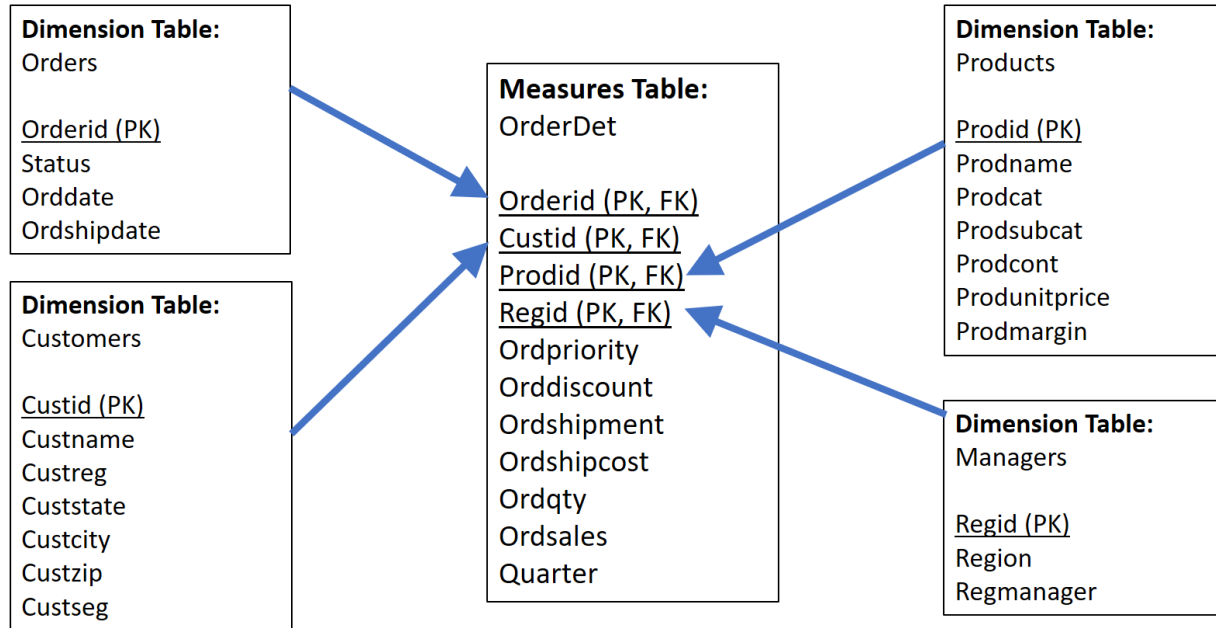 Dimension Table:
Orders
Orderid (PK)
Status
Orddate
Ordshipdate
Dimension Table:
Customers
Custid (PK)
Custname
Custreg
Custstate
Custcity
Custzip
Custseg
Measures Table:
OrderDet
Orderid (PK, FK)
Custid (PK, FK)
Prodid (PK, FK)
Regid (PK, FK)
Ordpriority
Orddiscount
Ordshipment
Ordshipcost
Ordqty
Ordsales
Quarter
Dimension Table:
Products
Prodid (PK)
Prodname
Prodcat
Prodsubcat
Prodcont
Produnitprice
Prodmargin
Dimension Table:
Managers
Regid (PK)
Region
Regmanager